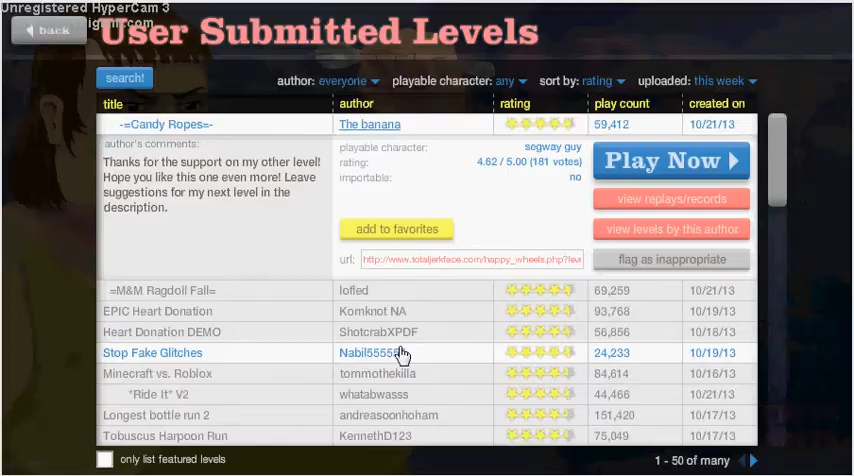 Unregistered HyperCam 3
back
User Submitted Levels
search!
author: everyone playable character: any sort by: rating uploaded: this week
title author rating play count created on
-=Candy Ropes=- The banana 59,412 10/21/13
author's comments:
Thanks for the support on my other level!
Hope you like this one even more! Leave
suggestions for my next level in the
description.
playable character: segway guy
rating: 4.62 / 5.00 (181 votes)
importable: no
add to favorites
url: http://www.totaljerkface.com/happy_wheels.php?leve
Play Now
view replays/records
view levels by this author
flag as inappropriate
=M&M Ragdoll Fall= lofled 69,259 10/21/13
EPIC Heart Donation Komknot NA 93,768 10/19/13
Heart Donation DEMO ShotcrabXPDF 56,856 10/18/13
Stop Fake Glitches 24,233 10/19/13
Minecraft vs. Roblox tommothekilla 84,614 10/16/13
*Ride It* V2 whatabwasss 44,466 10/21/13
Longest bottle run 2 andreasoonhoham 151,420 10/17/13
Tobuscus Harpoon Run KennethD123 75,049 10/17/13
only list featured levels
1 - 50 of many